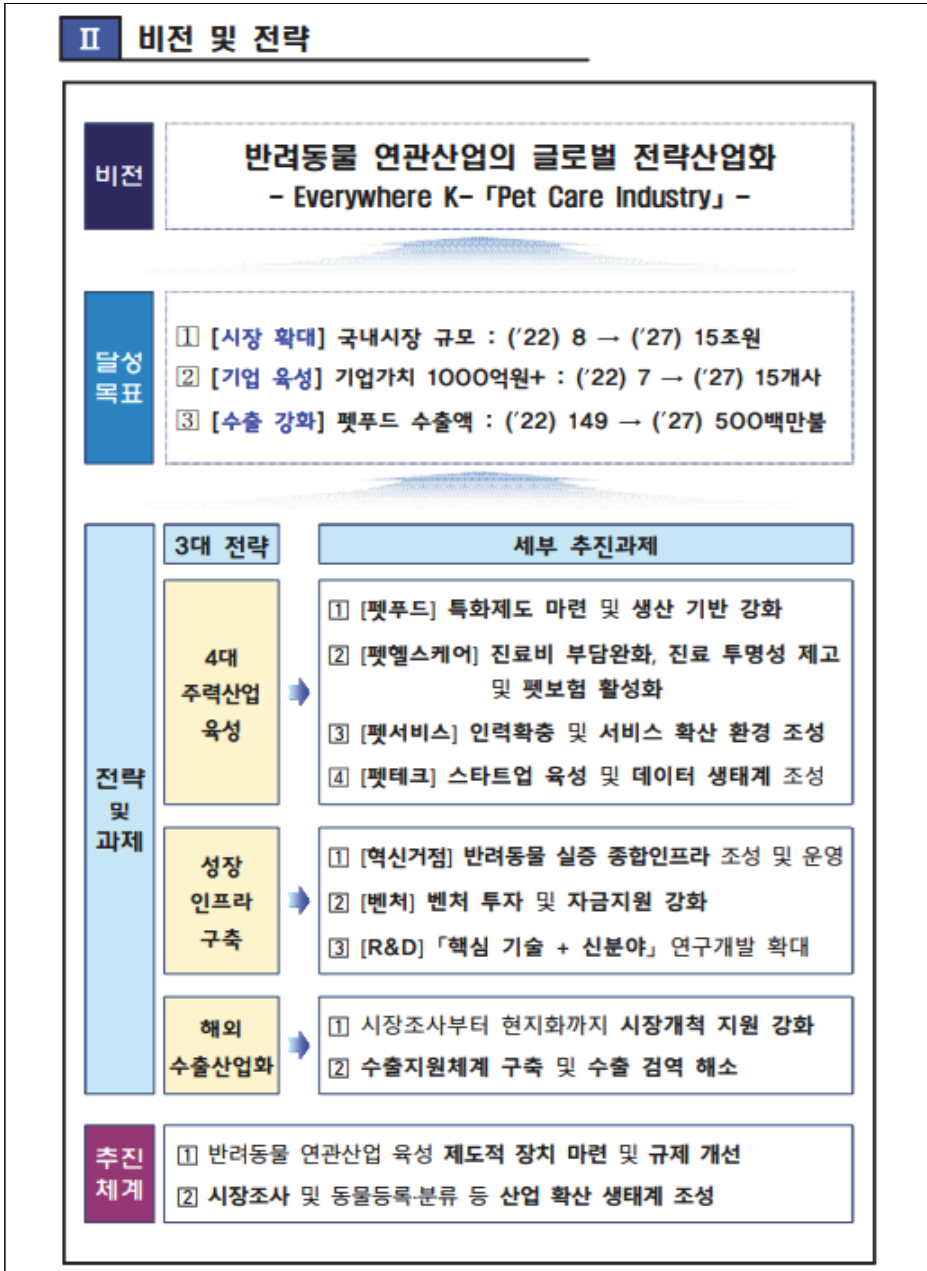 Ⅱ 비전 및 전략
비전
반려동물 연관산업의 글로벌 전략산업화
- Everywhere K- 「Pet Care Industry」 -
달성
목표
1 [시장 확대] 국내시장 규모 : (′22) 8 → (′27) 15조원
2 [기업 육성] 기업가치 1000억원+ : (′22) 7 → (′27) 15개사
3 [수출 강화] 펫푸드 수출액 : (′22) 149 → (′27) 500백만불
전략
및
과제
3대 전략
세부 추진과제
4대
주력산업
육성
1 [펫푸드] 특화제도 마련 및 생산 기반 강화
2 [펫헬스케어] 진료비 부담완화, 진료 투명성 제고
및 펫보험 활성화
3 [펫서비스] 인력확충 및 서비스 확산 환경 조성
4 [펫테크] 스타트업 육성 및 데이터 생태계 조성
성장
인프라
구축
1 [혁신거점] 반려동물 실증 종합인프라 조성 및 운영
2 [벤처] 벤처 투자 및 자금지원 강화
3 [R&D] 「핵심 기술 + 신분야」 연구개발 확대
해외
수출산업화
1 시장조사부터 현지화까지 시장개척 지원 강화
2 수출지원체계 구축 및 수출 검역 해소
추진
체계
1 반려동물 연관산업 육성 제도적 장치 마련 및 규제 개선
2 시장조사 및 동물등록·분류 등 산업 확산 생태계 조성